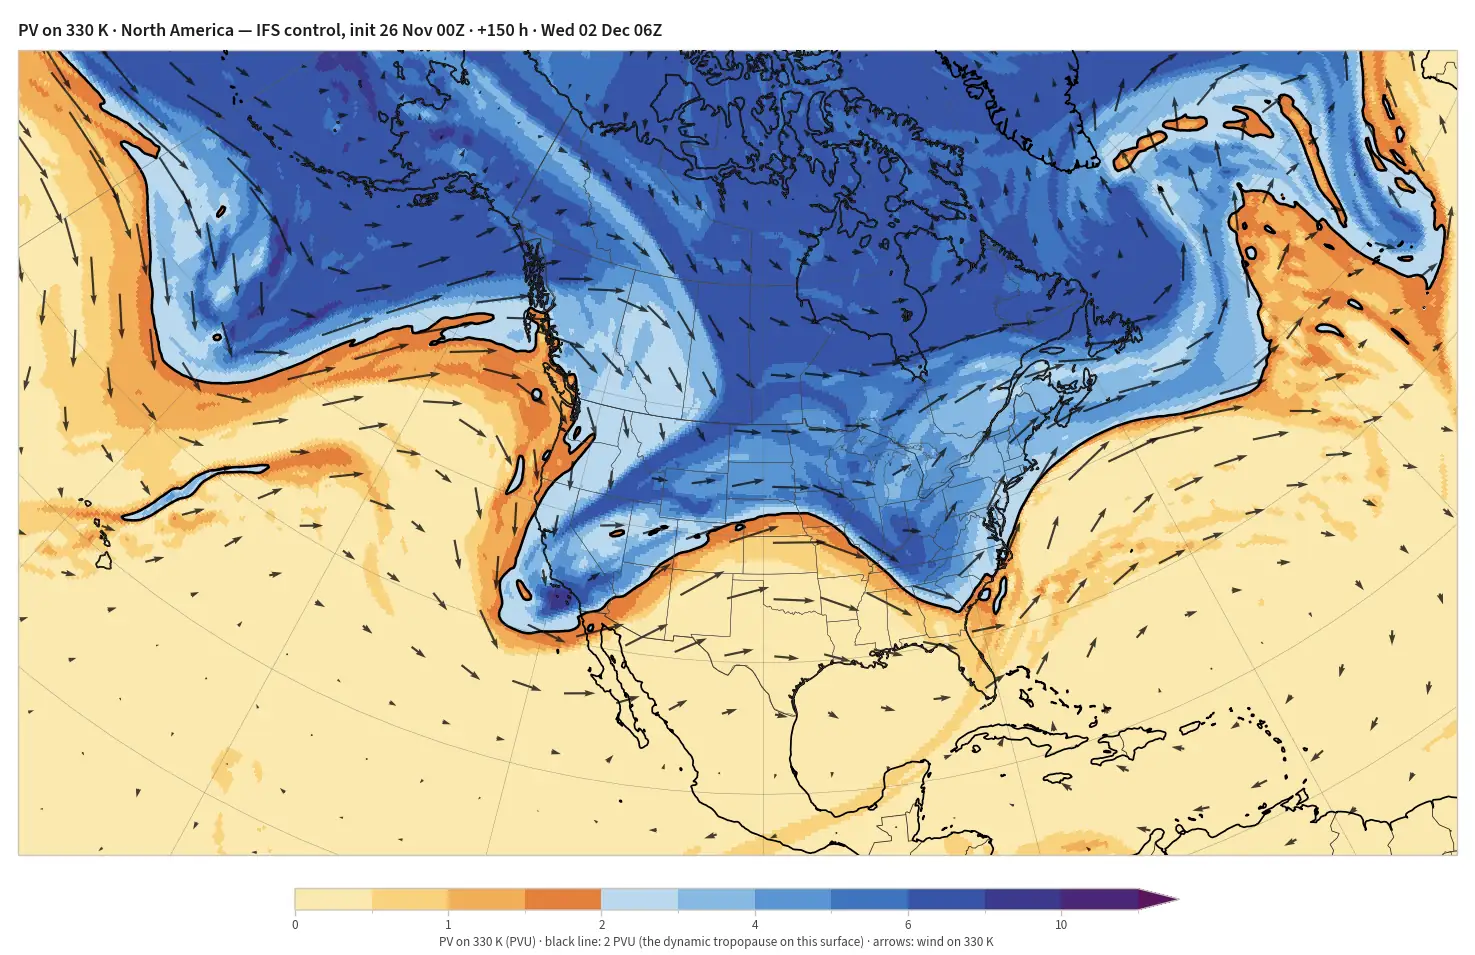 PV on 330 K · North America — IFS control, init 26 Nov 00Z · +150 h · Wed 02 Dec 06Z
0 1 2 4 6 10
PV on 330 K (PVU) · black line: 2 PVU (the dynamic tropopause on this surface) · arrows: wind on 330 K